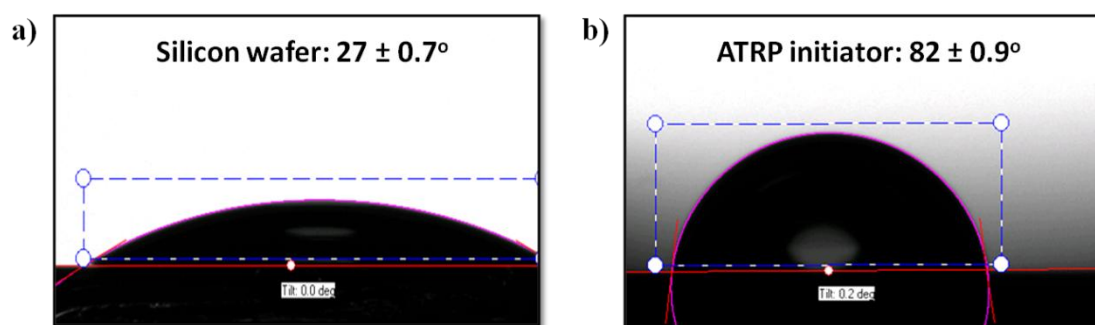 a)
Silicon wafer: 27 ± 0.7°
Tilt: 0.0 deg
b)
ATRP initiator: 82 ± 0.9°
Tilt: 0.2 deg